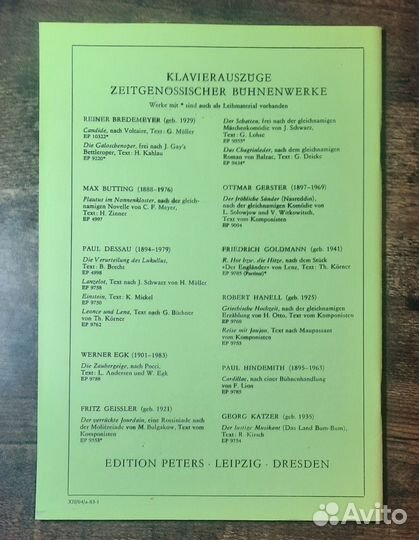 KLAVIERAUSZÜGE
ZEITGENÖSSISCHER BÜHNENWERKE
Werke mit * sind auch als Leihmaterial vorhanden
REINER BREDEMEYER (geb. 1929)
Candide, nach Voltaire, Text: G. Müller
EP 10322*
Die Galoschenoper, frei nach J. Gay's
Bettleroper, Text: H. Kahlau
EP 9220*
MAX BUTTING (1888–1976)
Plautus im Nonnenkloster, nach der gleich-
namigen Novelle von C. F. Meyer,
Text: H. Zinner
EP 4997
PAUL DESSAU (1894–1979)
Die Verurteilung des Lukullus,
Text: B. Brecht
EP 4998
Lanzelot, Text nach J. Schwarz von H. Müller
EP 9758
Einstein, Text: K. Mickel
EP 9750
Leonce und Lena, Text nach G. Büchner
von Th. Körner
EP 9762
WERNER EGK (1901–1983)
Die Zaubergeige, nach Pocci,
Text: L. Andersen und W. Egk
EP 9788
FRITZ GEISSLER (geb. 1921)
Der verrückte Jourdain, eine Rossiniade nach
der Molièreiade von M. Bulgakow, Text vom
Komponisten
EP 9553*
Der Schatten, frei nach der gleichnamigen
Märchenkomödie von J. Schwarz,
Text: G. Lohse
EP 9555*
Das Chagrinleder, nach dem gleichnamigen
Roman von Balzac, Text: G. Deicke
EP 9434*
OTTMAR GERSTER (1897–1969)
Der fröhliche Sünder (Nasreddin),
nach der gleichnamigen Komödie von
L. Solowjow und V. Witkowitsch,
Text vom Komponisten
EP 9094
FRIEDRICH GOLDMANN (geb. 1941)
R. Hot bzw. die Hitze, nach dem Stück
»Der Engländer« von Lenz, Text: Th. Körner
EP 9785 (Partitur)*
ROBERT HANELL (geb. 1925)
Griechische Hochzeit, nach der gleichnamigen
Erzählung von H. Otto, Text vom Komponisten
EP 9760
Reise mit Joujou, Text nach Maupassant
vom Komponisten
EP 9753
PAUL HINDEMITH (1895–1963)
Cardillac, nach einer Bühnenhandlung
von F. Lion
EP 9785
GEORG KATZER (geb. 1935)
Der lustige Musikant (Das Land Bum-Bum),
Text: R. Kirsch
EP 9754
EDITION PETERS · LEIPZIG · DRESDEN
Avito